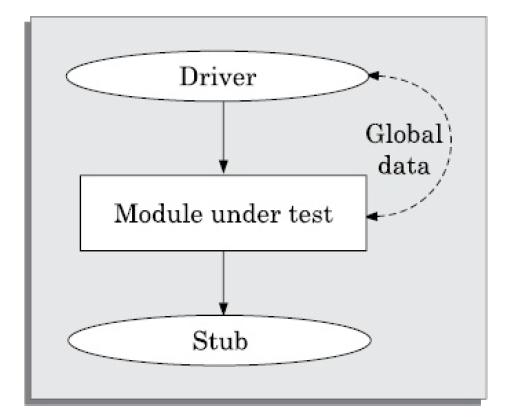 Driver
Global
data
Module under test
Stub